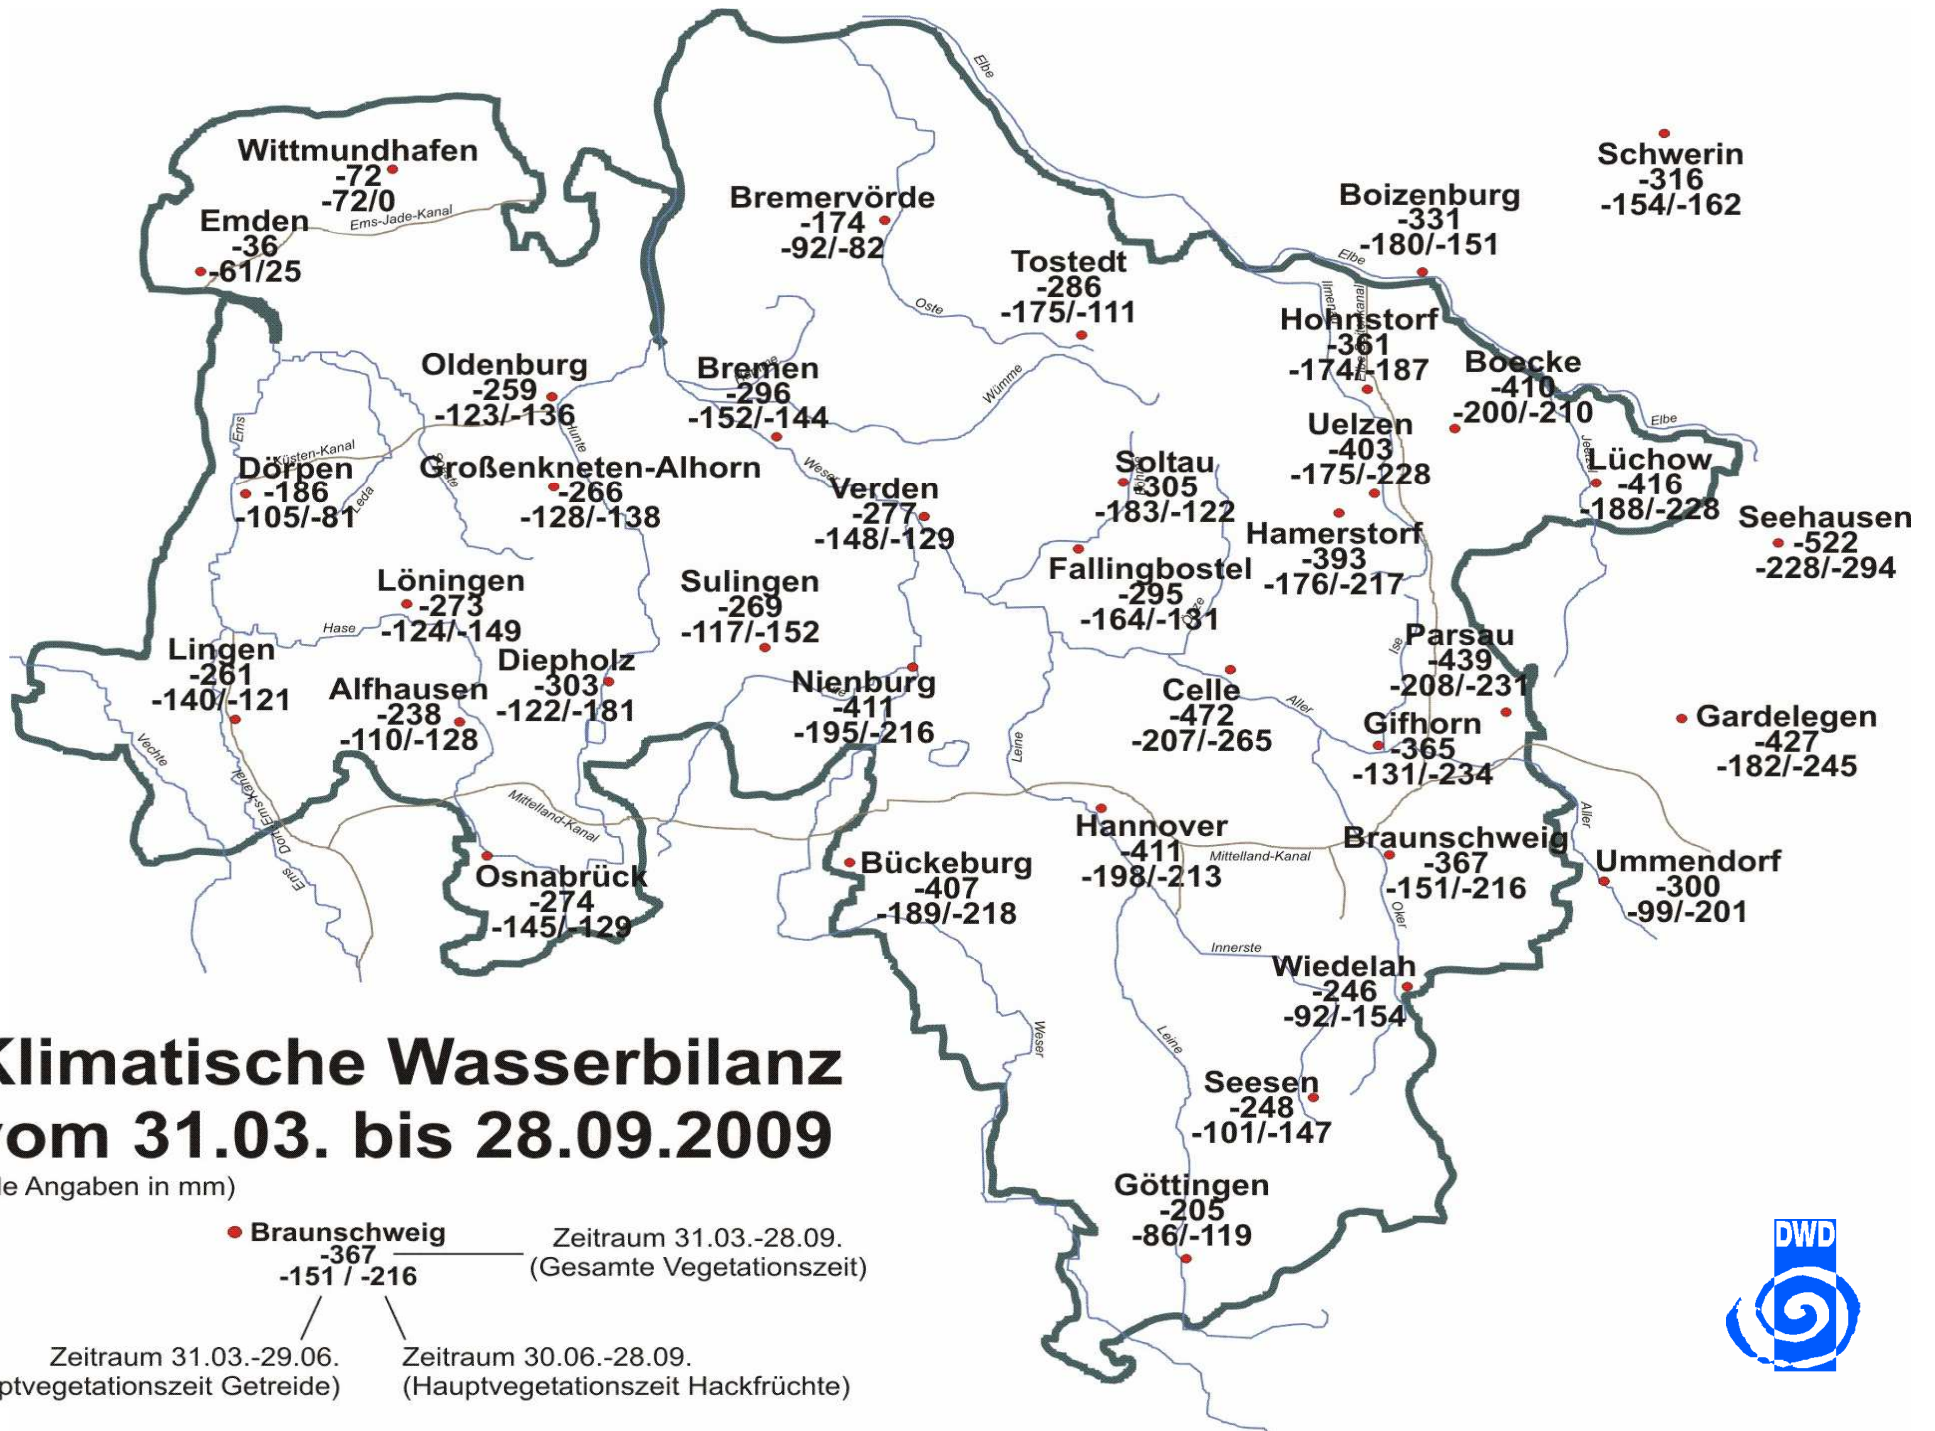 Elbe
Wittmundhafen
-72
-72/0
Ems-Jade-Kanal
Emden
-36
-61/25
Bremervörde
-174
-92/-82
Schwerin
-316
-154/-162
Boizenburg
-331
-180/-151
Elbe
Tostedt
-286
-175/-111
Oste
Hohnstorf
-361
-174/-187
Boecke
-410
-200/-210
Elbe
Oldenburg
-259
-123/-136
Hunte
Bremen
-296
-152/-144
Wümme
Uelzen
-403
-175/-228
Ems
Küsten-Kanal
Dörpen
-186
-105/-81
Leda
Großenkneten-Alhorn
-266
-128/-138
Weser
Verden
-277
-148/-129
Soltau
-305
-183/-122
Böhme
Jeetzel
Lüchow
-416
-188/-228
Seehausen
-522
-228/-294
Hamerstorf
-393
-176/-217
Fallingbostel
-295
-164/-131
Löningen
-273
-124/-149
Hase
Sulingen
-269
-117/-152
Ise
Parsau
-439
-208/-231
Lingen
-261
-140/-121
Alfhausen
-238
-110/-128
Diepholz
-303
-122/-181
Nienburg
-411
-195/-216
Celle
-472
-207/-265
Aller
Gifhorn
-365
-131/-234
Gardelegen
-427
-182/-245
Vechte
Leine
Mittelland-Kanal
Hannover
-411
-198/-213
Mittelland-Kanal
Braunschweig
-367
-151/-216
Aller
Ummendorf
-300
-99/-201
Ems
Osnabrück
-274
-145/-129
Bückeburg
-407
-189/-218
Oker
Innerste
Wiedelah
-246
-92/-154
Weser
Leine
Seesen
-248
-101/-147
Göttingen
-205
-86/-119
Klimatische Wasserbilanz
vom 31.03. bis 28.09.2009
le Angaben in mm)
Braunschweig
-367
-151 / -216
Zeitraum 31.03.-28.09.
(Gesamte Vegetationszeit)
Zeitraum 31.03.-29.06.
ptvegetationszeit Getreide)
Zeitraum 30.06.-28.09.
(Hauptvegetationszeit Hackfrüchte)
DWD